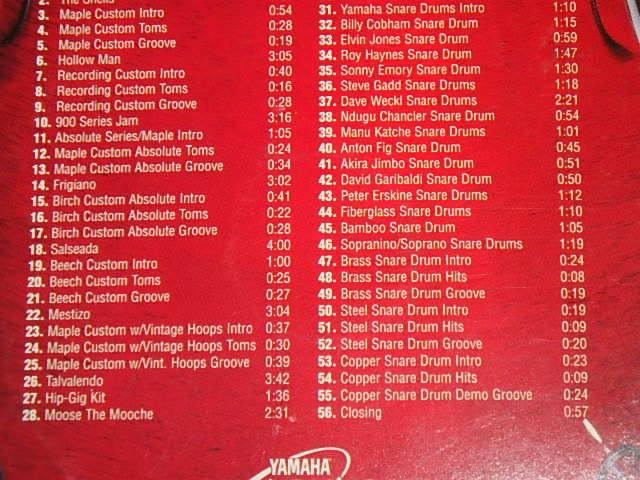 2. The Shells
3. Maple Custom Intro 0:54
4. Maple Custom Toms 0:28
5. Maple Custom Groove 0:19
6. Hollow Man 3:05
7. Recording Custom Intro 0:40
8. Recording Custom Toms 0:16
9. Recording Custom Groove 0:28
10. 900 Series Jam 3:16
11. Absolute Series/Maple Intro 1:05
12. Maple Custom Absolute Toms 0:24
13. Maple Custom Absolute Groove 0:34
14. Frigiano 3:02
15. Birch Custom Absolute Intro 0:41
16. Birch Custom Absolute Toms 0:22
17. Birch Custom Absolute Groove 0:28
18. Salseada 4:00
19. Beech Custom Intro 1:00
20. Beech Custom Toms 0:25
21. Beech Custom Groove 0:27
22. Mestizo 3:04
23. Maple Custom w/Vintage Hoops Intro 0:37
24. Maple Custom w/Vintage Hoops Toms 0:30
25. Maple Custom w/Vint. Hoops Groove 0:39
26. Talvalendo 3:42
27. Hip-Gig Kit 1:36
28. Moose The Mooche 2:31
31. Yamaha Snare Drums Intro 1:10
32. Billy Cobham Snare Drum 1:15
33. Elvin Jones Snare Drum 0:59
34. Roy Haynes Snare Drum 1:47
35. Sonny Emory Snare Drum 1:30
36. Steve Gadd Snare Drums 1:18
37. Dave Weckl Snare Drums 2:21
38. Ndugu Chancler Snare Drum 0:54
39. Manu Katche Snare Drums 1:01
40. Anton Fig Snare Drum 0:45
41. Akira Jimbo Snare Drum 0:51
42. David Garibaldi Snare Drum 0:50
43. Peter Erskine Snare Drums 1:12
44. Fiberglass Snare Drums 1:10
45. Bamboo Snare Drum 1:05
46. Sopranino/Soprano Snare Drums 1:19
47. Brass Snare Drum Intro 0:24
48. Brass Snare Drum Hits 0:08
49. Brass Snare Drum Groove 0:19
50. Steel Snare Drum Intro 0:19
51. Steel Snare Drum Hits 0:09
52. Steel Snare Drum Groove 0:20
53. Copper Snare Drum Intro 0:23
54. Copper Snare Drum Hits 0:09
55. Copper Snare Drum Demo Groove 0:24
56. Closing 0:57
YAMAHA